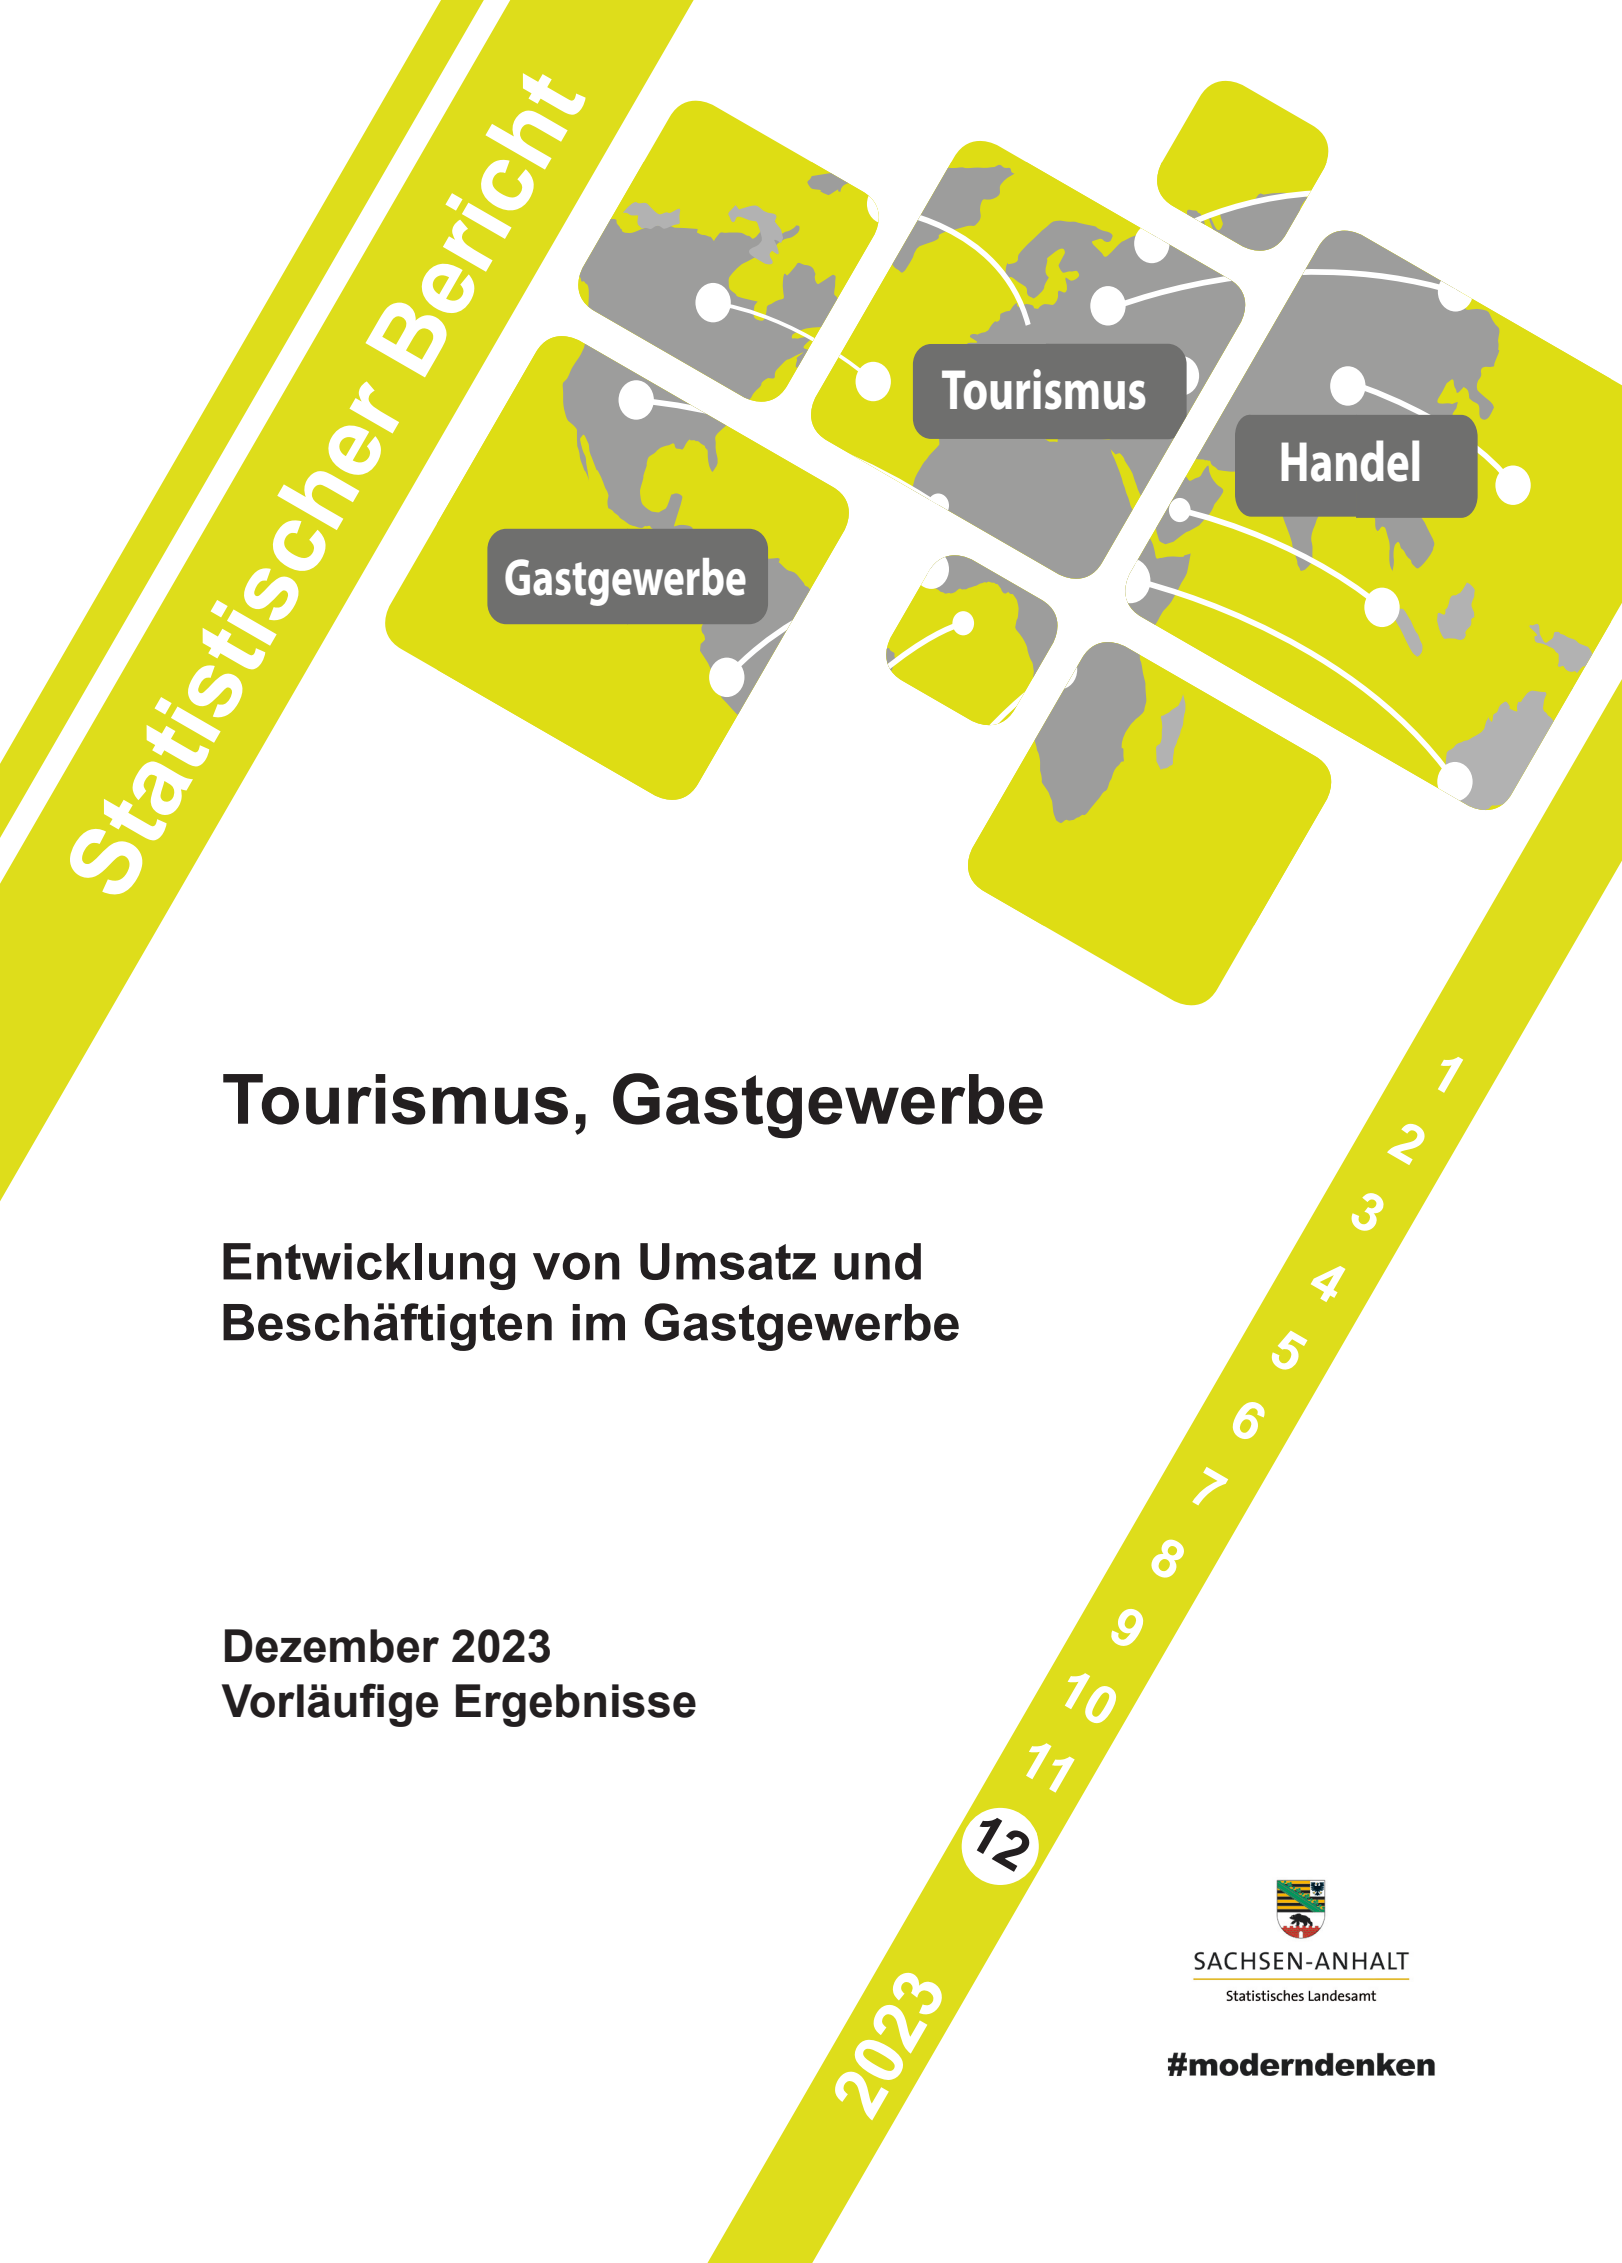 Statistischer Bericht
Tourismus
Handel
Gastgewerbe
Tourismus, Gastgewerbe
Entwicklung von Umsatz und
Beschäftigten im Gastgewerbe
Dezember 2023
Vorläufige Ergebnisse
1
2
3
4
5
6
7
8
9
10
11
12
2023
SACHSEN-ANHALT
Statistisches Landesamt
#moderndenken